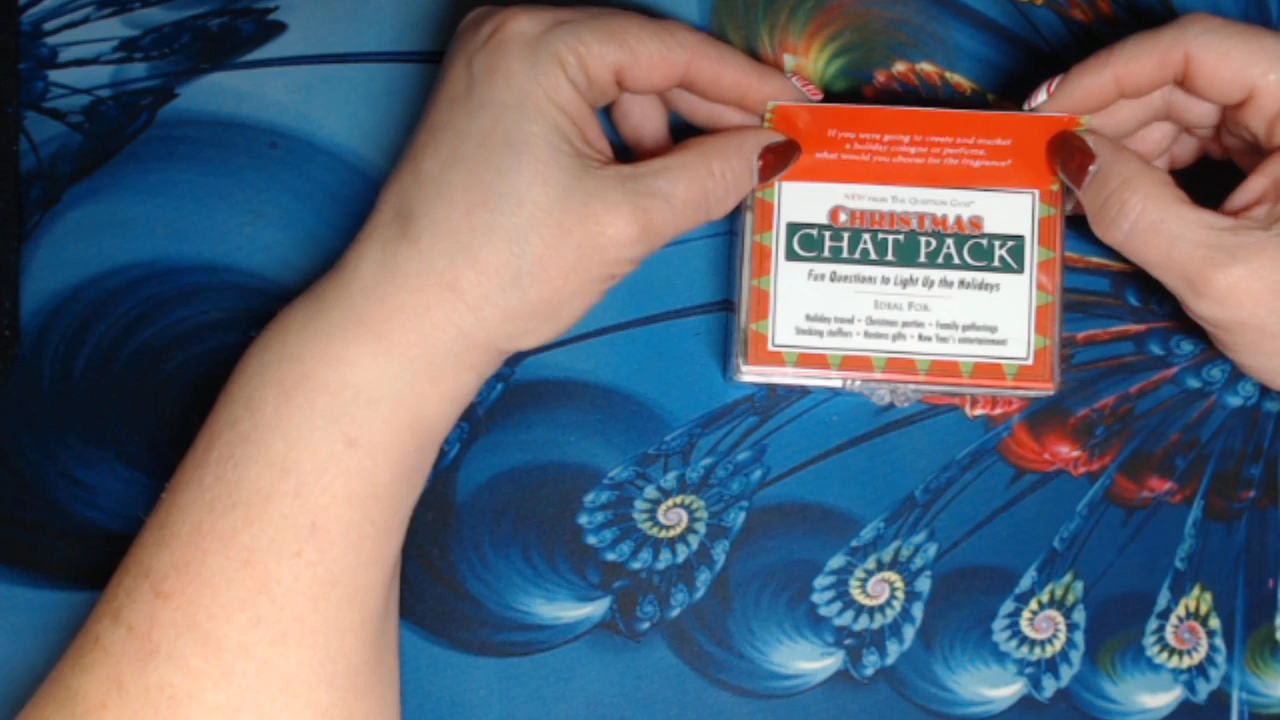 If you were going to create and market
a holiday cologne or perfume,
what would you choose for the fragrance?
NEW FROM THE QUESTION GUYS™
CHRISTMAS
CHAT PACK
Fun Questions to Light Up the Holidays
IDEAL FOR:
Holiday travel • Christmas parties • Family gatherings
Stocking stuffers • Hostess gifts • New Year's entertainment